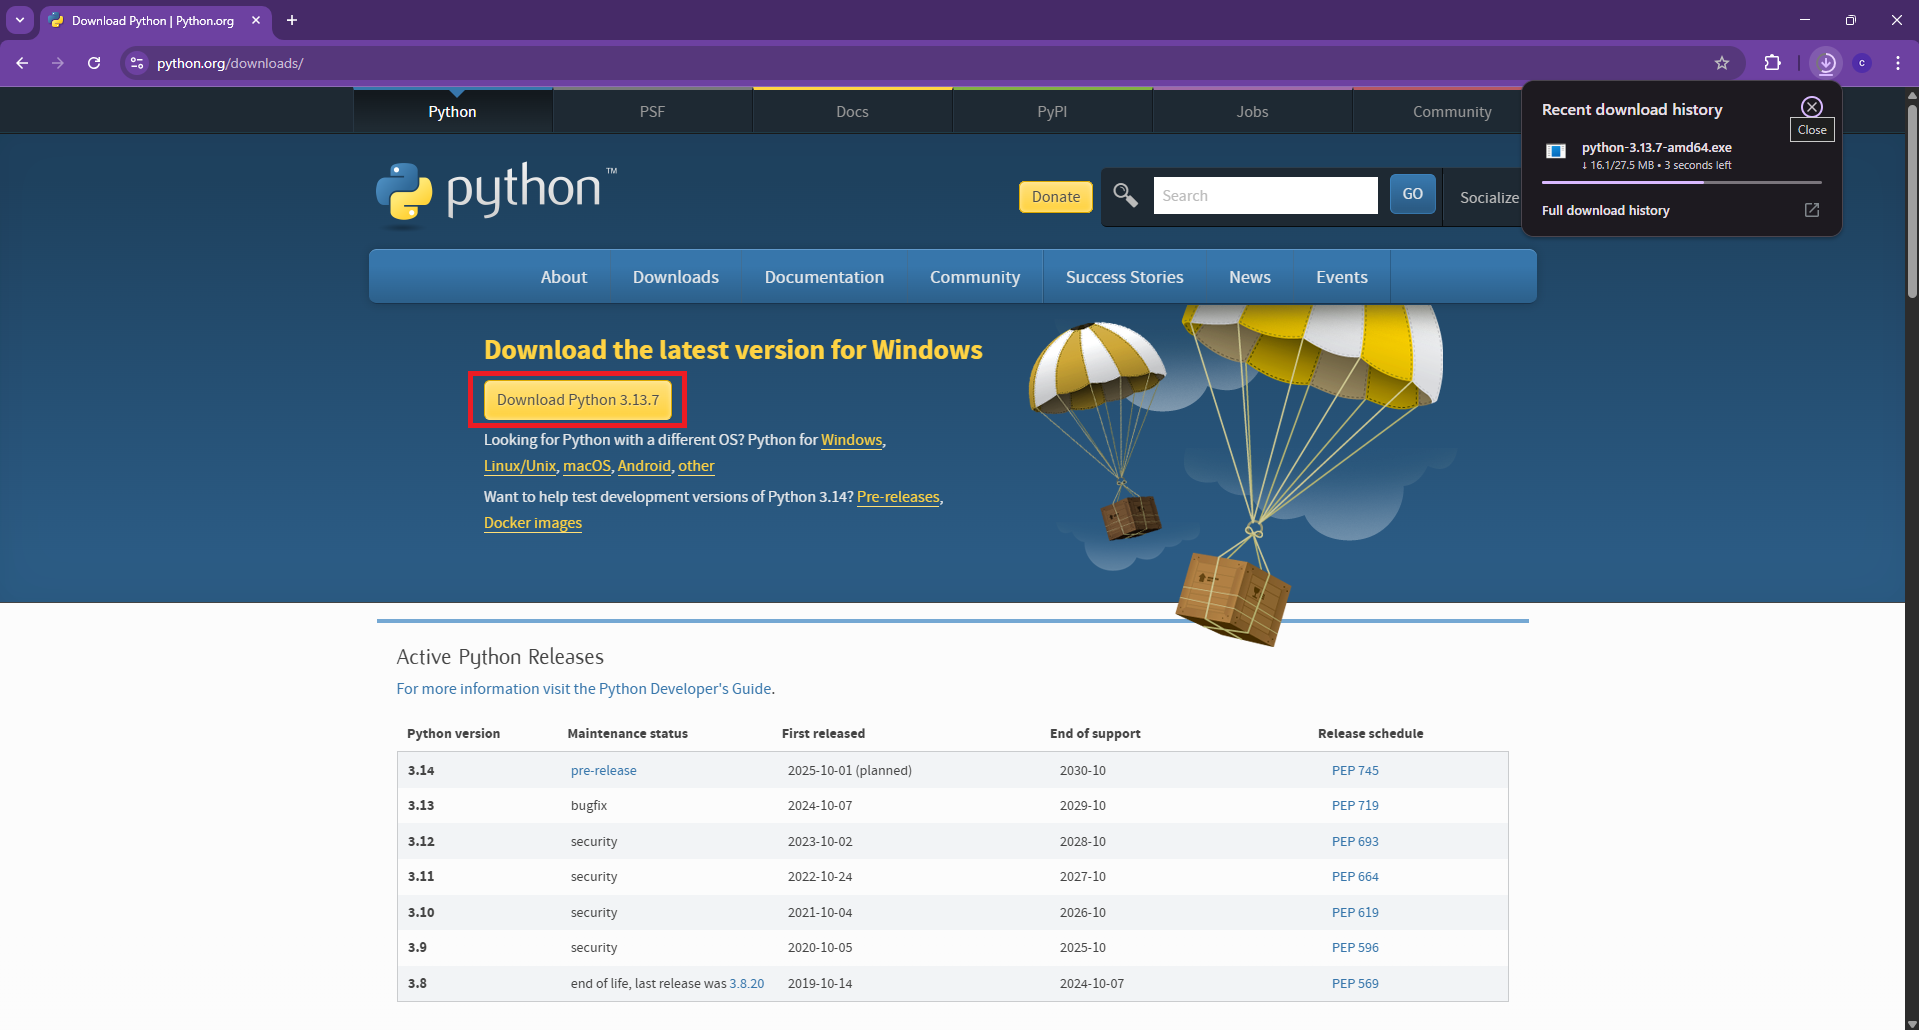 Download Python | Python.org
python.org/downloads/
C
Python PSF Docs PyPI Jobs Community
Recent download history
Close
python-3.13.7-amd64.exe
↓ 16.1/27.5 MB • 3 seconds left
Full download history
python™
Donate Search GO Socialize
About Downloads Documentation Community Success Stories News Events
Download the latest version for Windows
Download Python 3.13.7
Looking for Python with a different OS? Python for Windows,
Linux/Unix, macOS, Android, other
Want to help test development versions of Python 3.14? Pre-releases,
Docker images
Active Python Releases
For more information visit the Python Developer's Guide.
Python version Maintenance status First released End of support Release schedule
3.14 pre-release 2025-10-01 (planned) 2030-10 PEP 745
3.13 bugfix 2024-10-07 2029-10 PEP 719
3.12 security 2023-10-02 2028-10 PEP 693
3.11 security 2022-10-24 2027-10 PEP 664
3.10 security 2021-10-04 2026-10 PEP 619
3.9 security 2020-10-05 2025-10 PEP 596
3.8 end of life, last release was 3.8.20 2019-10-14 2024-10-07 PEP 569